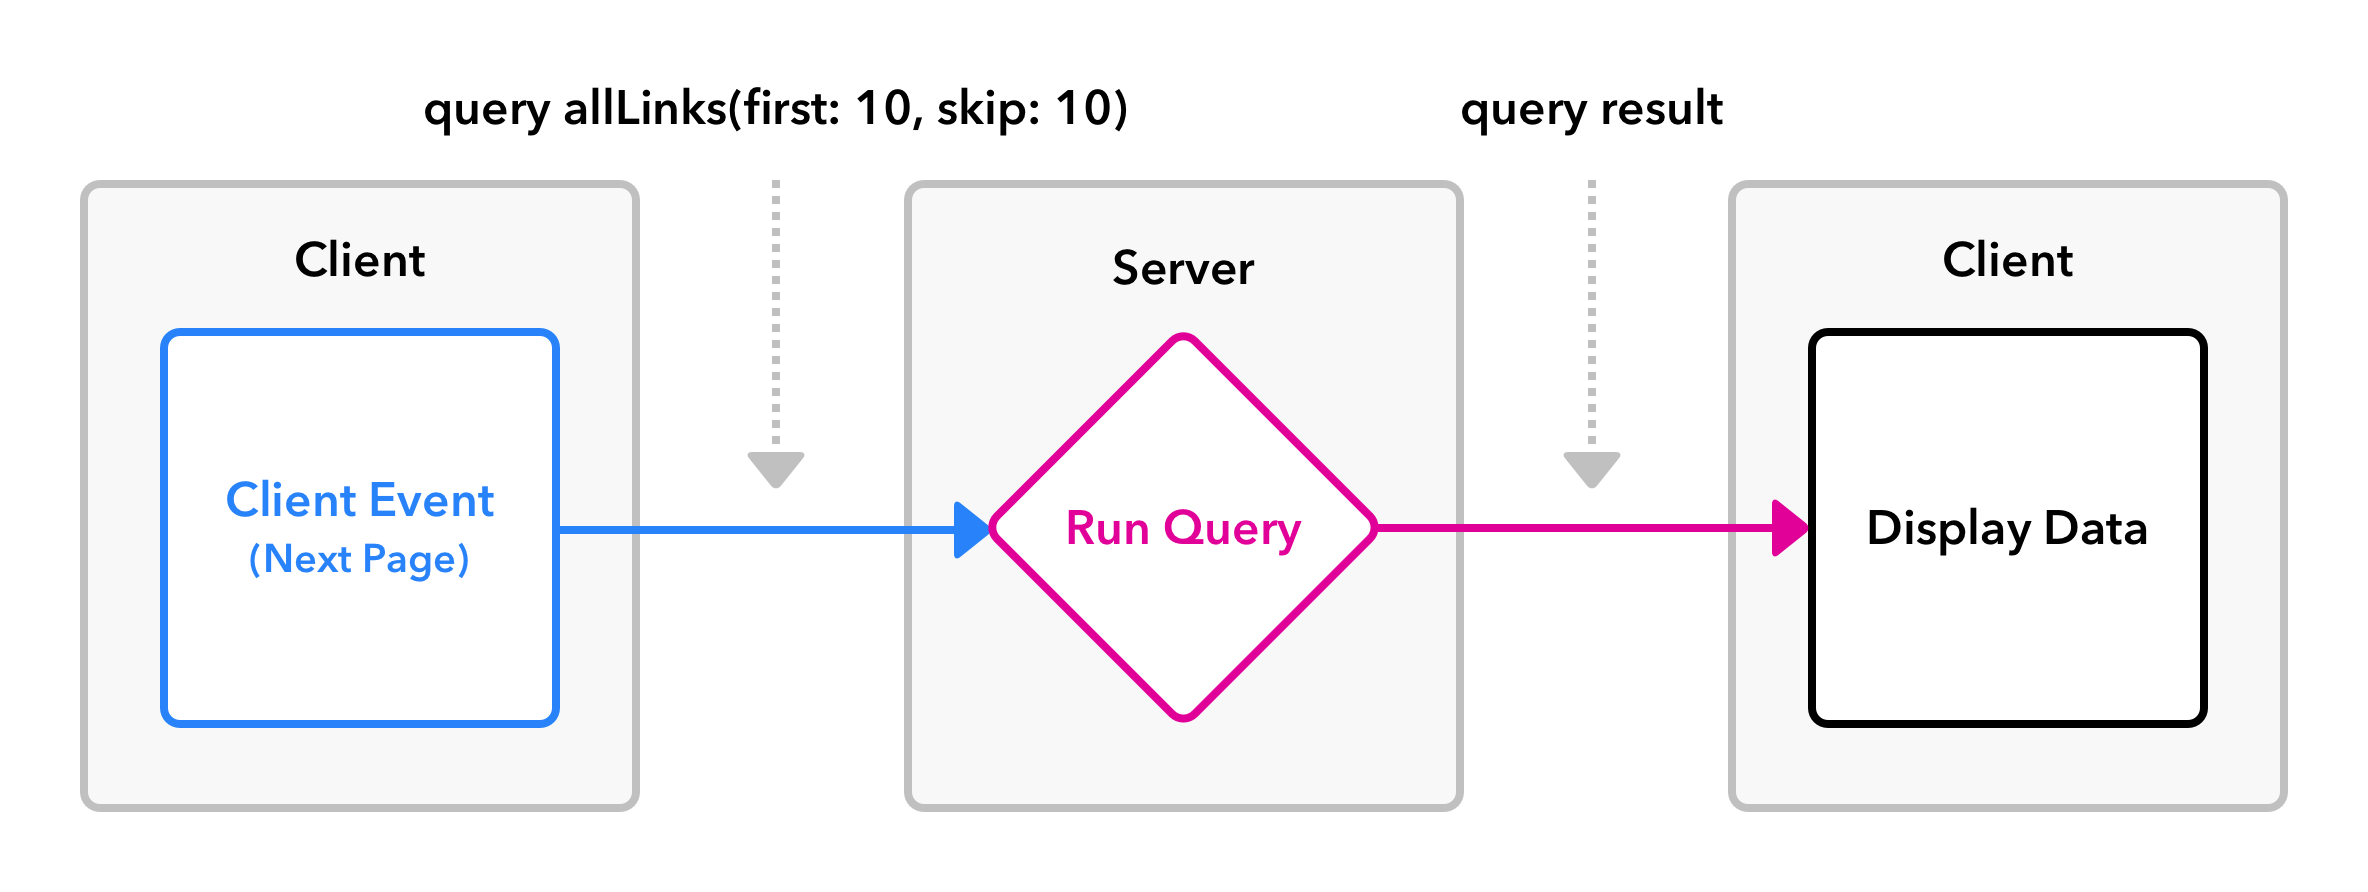 query allLinks(first: 10, skip: 10)
query result
Client
Client Event
(Next Page)
Server
Run Query
Client
Display Data